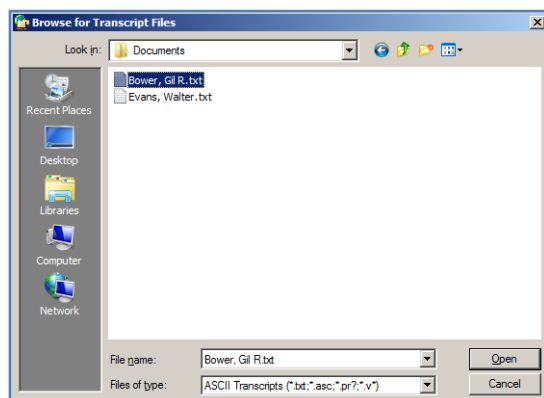 Browse for Transcript Files
Look in:
Documents
Bower, Gil R.txt
Evans, Walter.txt
Recent Places
Desktop
Libraries
Computer
Network
File name:
Bower, Gil R.txt
Open
Files of type:
ASCII Transcripts (*.txt;*.asc;*.pr?;*.v*)
Cancel